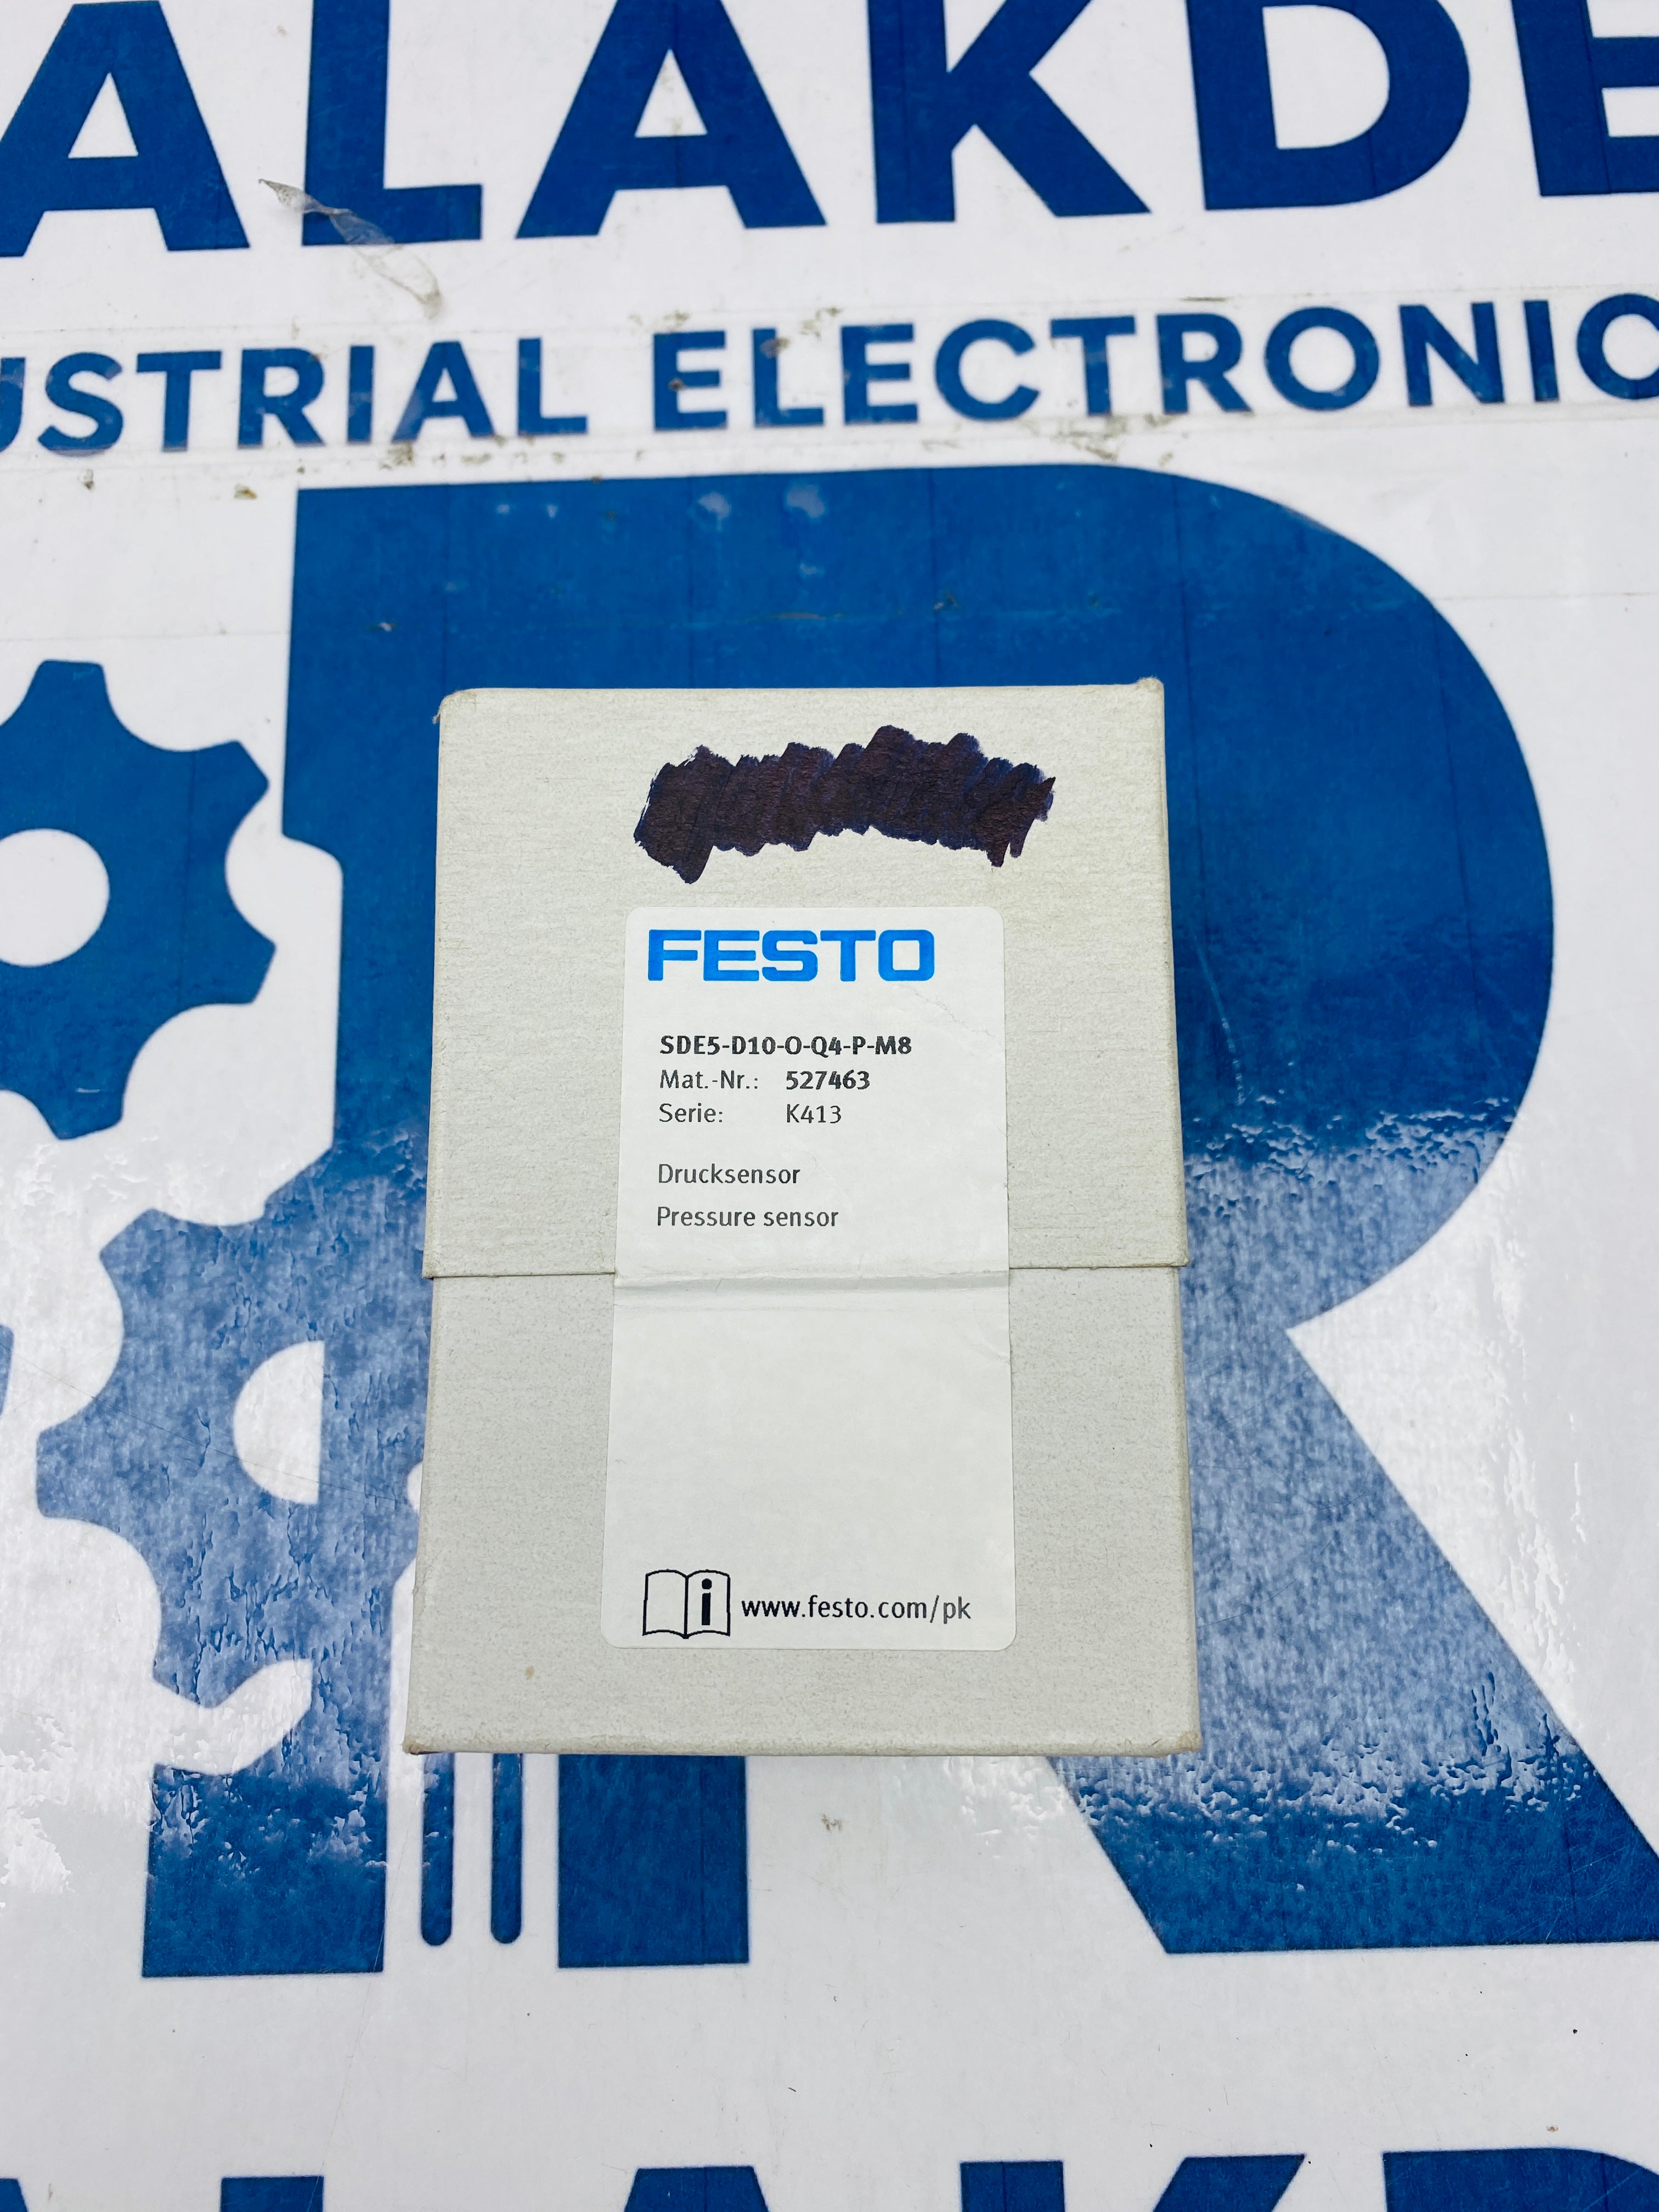 ALAKDE
USTRIAL ELECTRONIC
R
FESTO
SDE5-D10-O-Q4-P-M8
Mat.-Nr.: 527463
Serie: K413
Drucksensor
Pressure sensor
i www.festo.com/pk